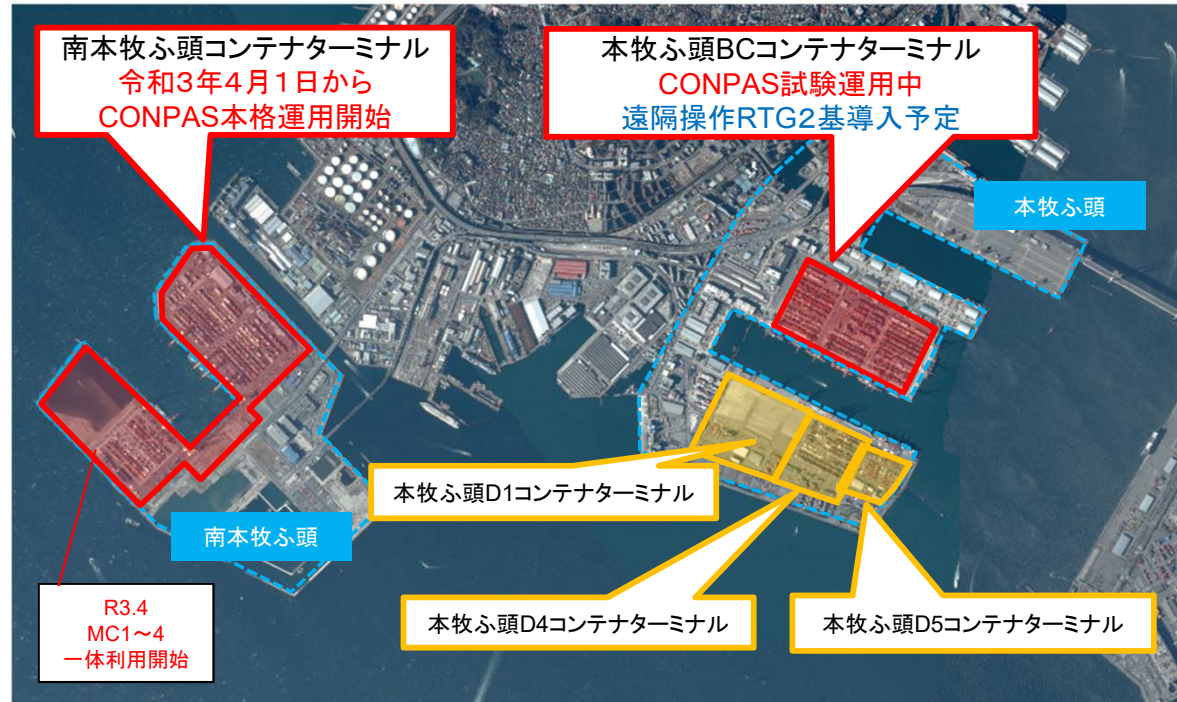 南本牧ふ頭コンテナターミナル
令和3年4月１日から
CONPAS本格運用開始
本牧ふ頭BCコンテナターミナル
CONPAS試験運用中
遠隔操作RTG２基導入予定
本牧ふ頭
本牧ふ頭D1コンテナターミナル
南本牧ふ頭
R3.4
MC1～4
一体利用開始
本牧ふ頭D4コンテナターミナル
本牧ふ頭D5コンテナターミナル